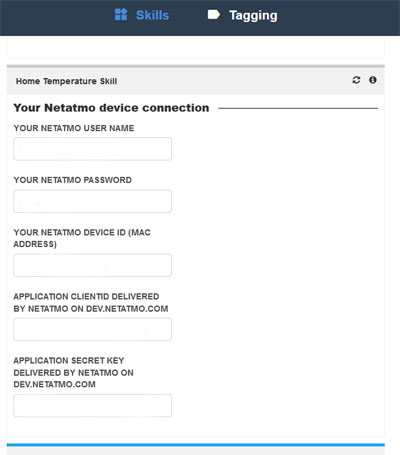 Skills Tagging
Home Temperature Skill
Your Netatmo device connection
YOUR NETATMO USER NAME
YOUR NETATMO PASSWORD
YOUR NETATMO DEVICE ID (MAC
ADDRESS)
APPLICATION CLIENTID DELIVERED
BY NETATMO ON DEV.NETATMO.COM
APPLICATION SECRET KEY
DELIVERED BY NETATMO ON
DEV.NETATMO.COM